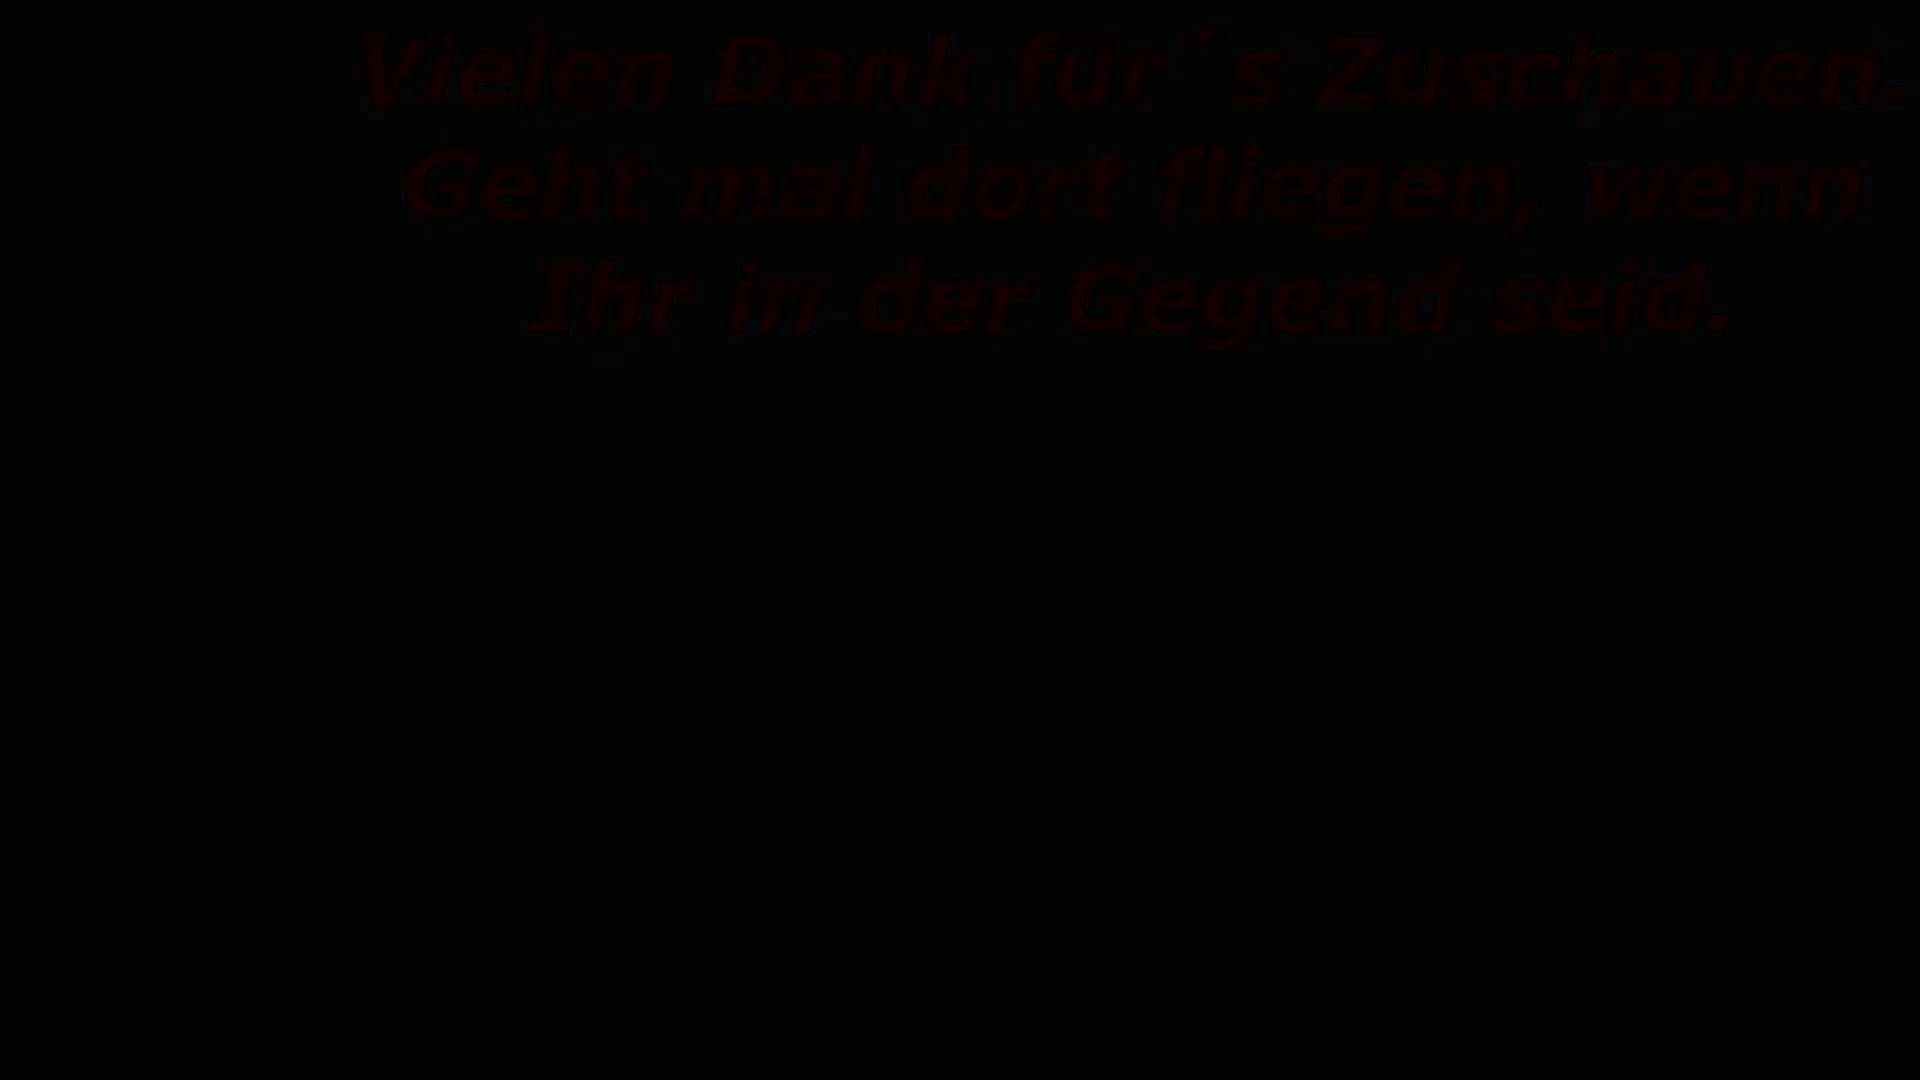 Vielen Dank für´s Zuschauen.
Geht mal dort fliegen, wenn
Ihr in der Gegend seid.